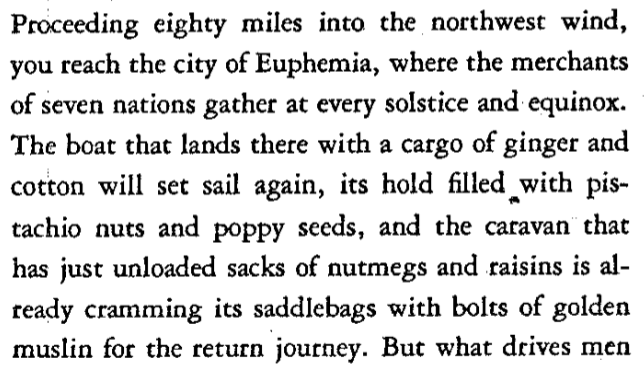 Proceeding eighty miles into the northwest wind,
you reach the city of Euphemia, where the merchants
of seven nations gather at every solstice and equinox.
The boat that lands there with a cargo of ginger and
cotton will set sail again, its hold filled with pis-
tachio nuts and poppy seeds, and the caravan that
has just unloaded sacks of nutmegs and raisins is al-
ready cramming its saddlebags with bolts of golden
muslin for the return journey. But what drives men